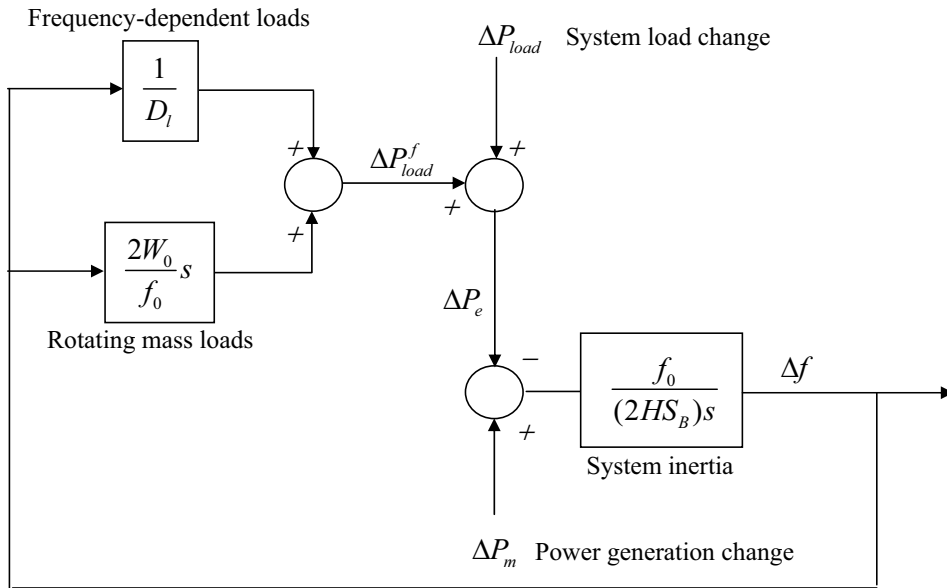 Frequency-dependent loads
ΔP_load System load change
1/D_l
+
+
ΔP^f_load
+
+
+
2W_0/f_0 s
Rotating mass loads
ΔP_e
−
f_0/((2HS_B)s)
Δf
+
System inertia
ΔP_m Power generation change